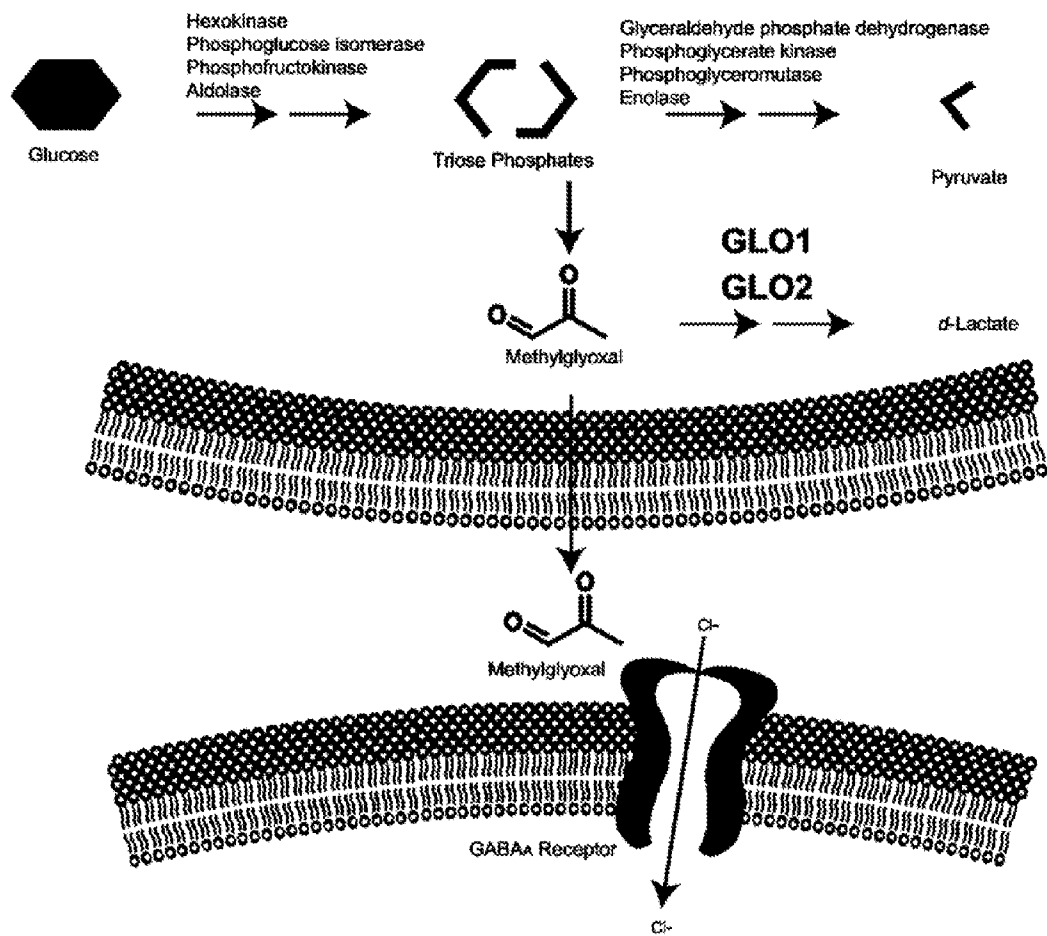 Hexokinase
Phosphoglucose isomerase
Phosphofructokinase
Aldolase
Glyceraldehyde phosphate dehydrogenase
Phosphoglycerate kinase
Phosphoglyceromutase
Enolase
Glucose
Triose Phosphates
Pyruvate
GLO1
GLO2
O
O
Methylglyoxal
d-Lactate
O
O
Methylglyoxal
Cl-
GABAA Receptor
Cl-